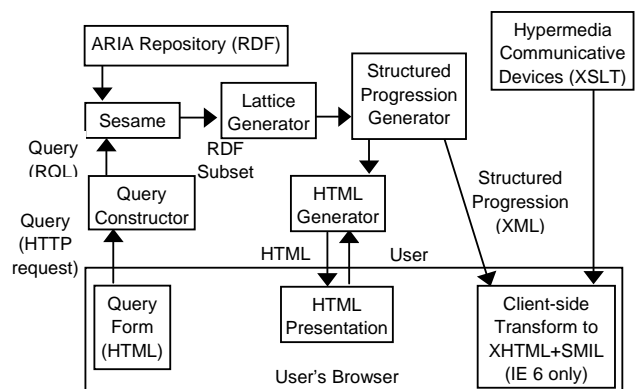 ARIA Repository (RDF)
Sesame
Lattice
Generator
Structured
Progression
Generator
Hypermedia
Communicative
Devices (XSLT)
Query
(RQL)
RDF
Subset
Query
Constructor
HTML
Generator
Structured
Progression
(XML)
Query
(HTTP
request)
HTML
User
Query
Form
(HTML)
HTML
Presentation
Client-side
Transform to
XHTML+SMIL
(IE 6 only)
User's Browser